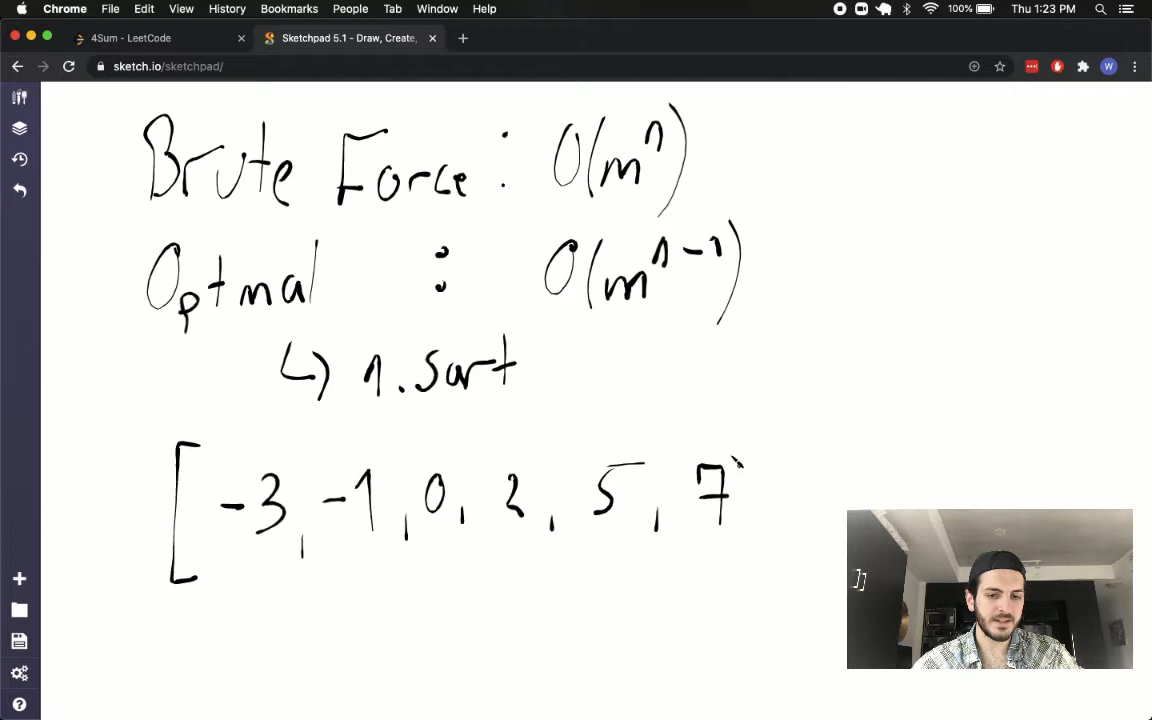 Chrome File Edit View History Bookmarks People Tab Window Help 100% Thu 1:23 PM
4Sum - LeetCode Sketchpad 5.1 - Draw, Create,
sketch.io/sketchpad/ W
Brute Force: O(m^n)
Optmal : O(m^n-1)
↳ 1. Sort
[ -3, -1, 0, 2, 5, 7